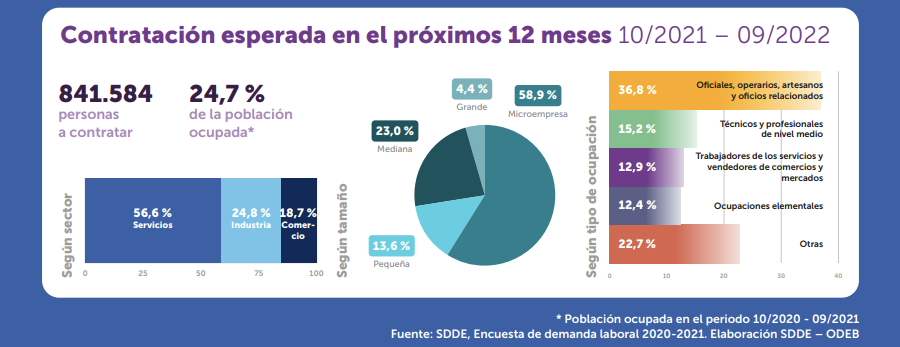 Contratación esperada en el próximos 12 meses 10/2021 – 09/2022
841.584
personas
a contratar
24,7 %
de la población
ocupada*
Según sector
56,6 %
Servicios
24,8 %
Industria
18,7 %
Comer-
cio
0 25 50 75 100
Según tamaño
4,4 %
Grande
58,9 %
Microempresa
23,0 %
Mediana
13,6 %
Pequeña
Según tipo de ocupación
36,8 %
Oficiales, operarios, artesanos
y oficios relacionados
15,2 %
Técnicos y profesionales
de nivel medio
12,9 %
Trabajadores de los servicios y
vendedores de comercios y
mercados
12,4 %
Ocupaciones elementales
22,7 %
Otras
0 10 20 30 40
* Población ocupada en el periodo 10/2020 - 09/2021
Fuente: SDDE, Encuesta de demanda laboral 2020-2021. Elaboración SDDE – ODEB